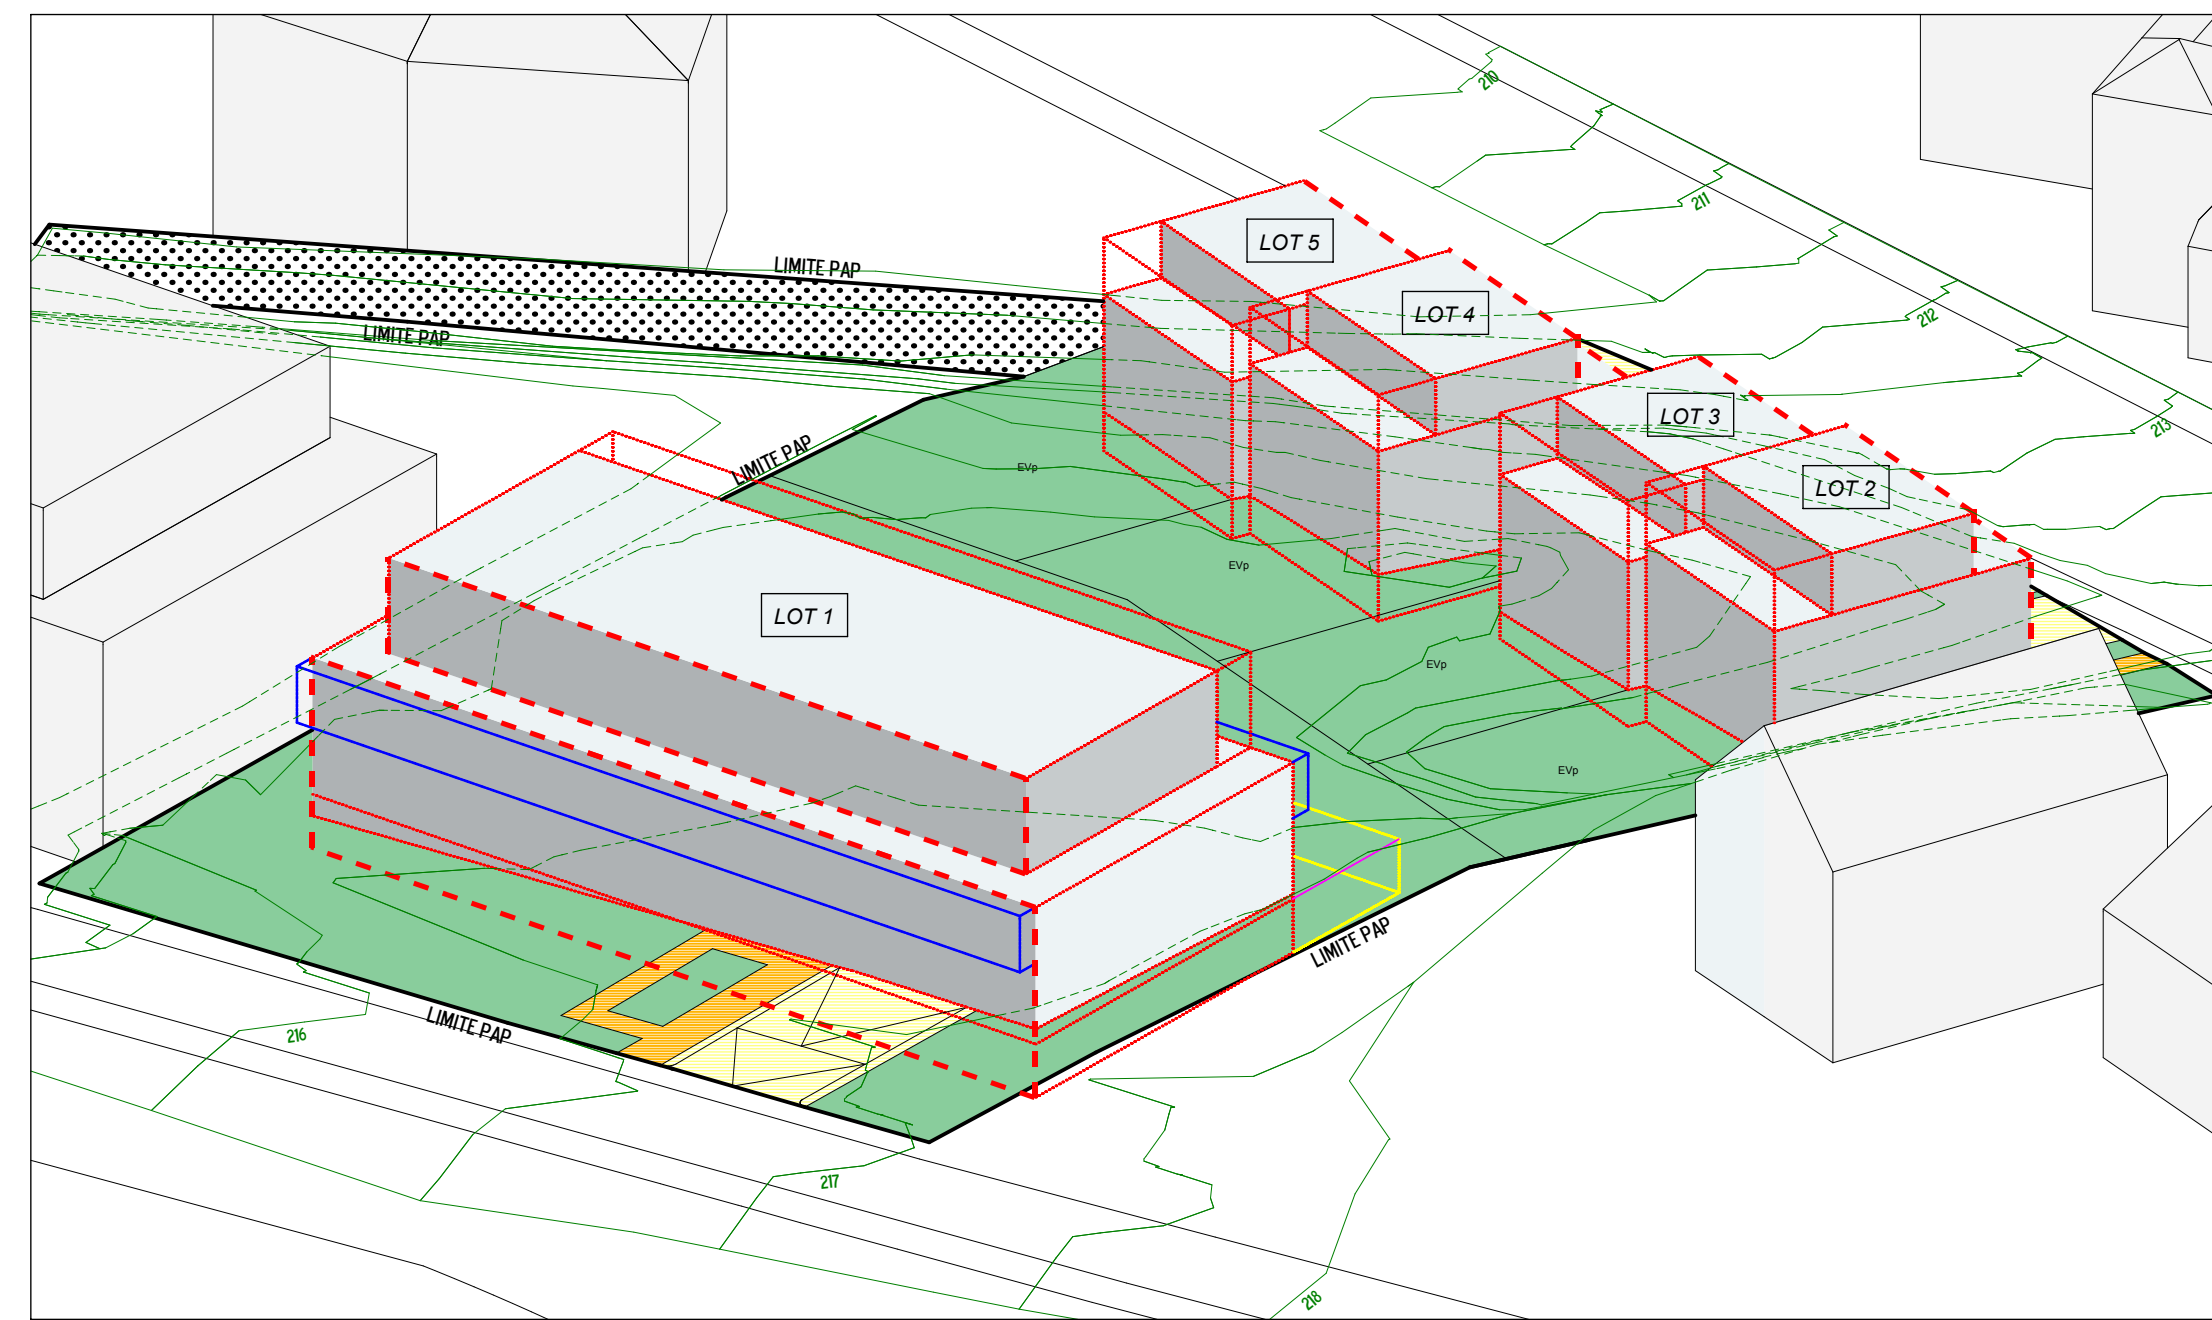 210
211
LOT 5
LIMITE PAP
LOT 4
212
LIMITE PAP
LOT 3
213
LIMITE PAP
EVp
LOT 2
EVp
LOT 1
EVp
EVp
LIMITE PAP
LIMITE PAP
216
217
218